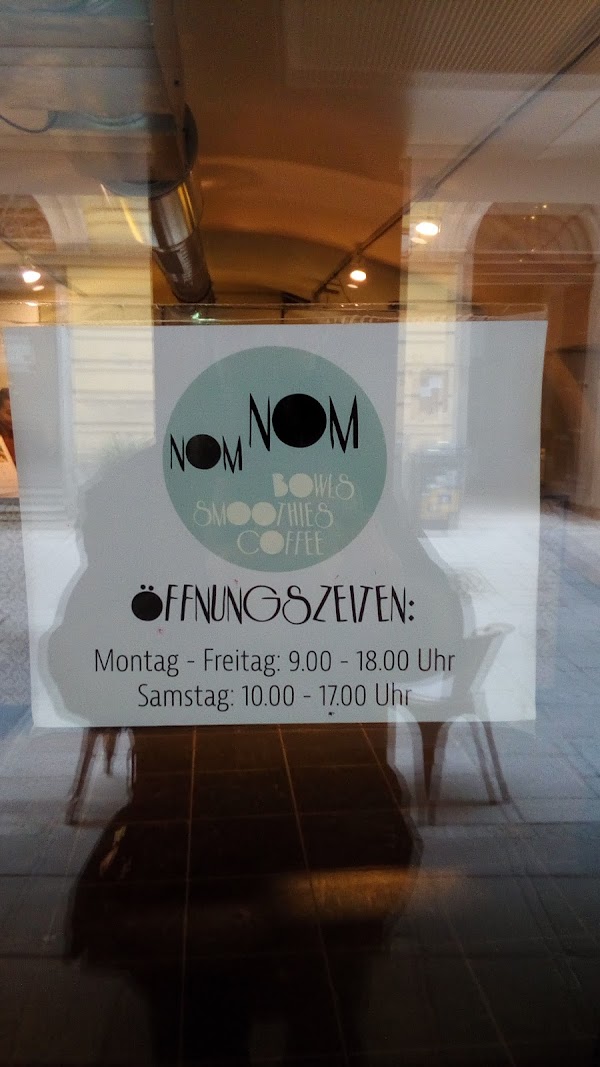 NOM NOM
BOWLS
SMOOTHIES
COFFEE
ÖFFNUNGSZEITEN:
Montag - Freitag: 9.00 - 18.00 Uhr
Samstag: 10.00 - 17.00 Uhr